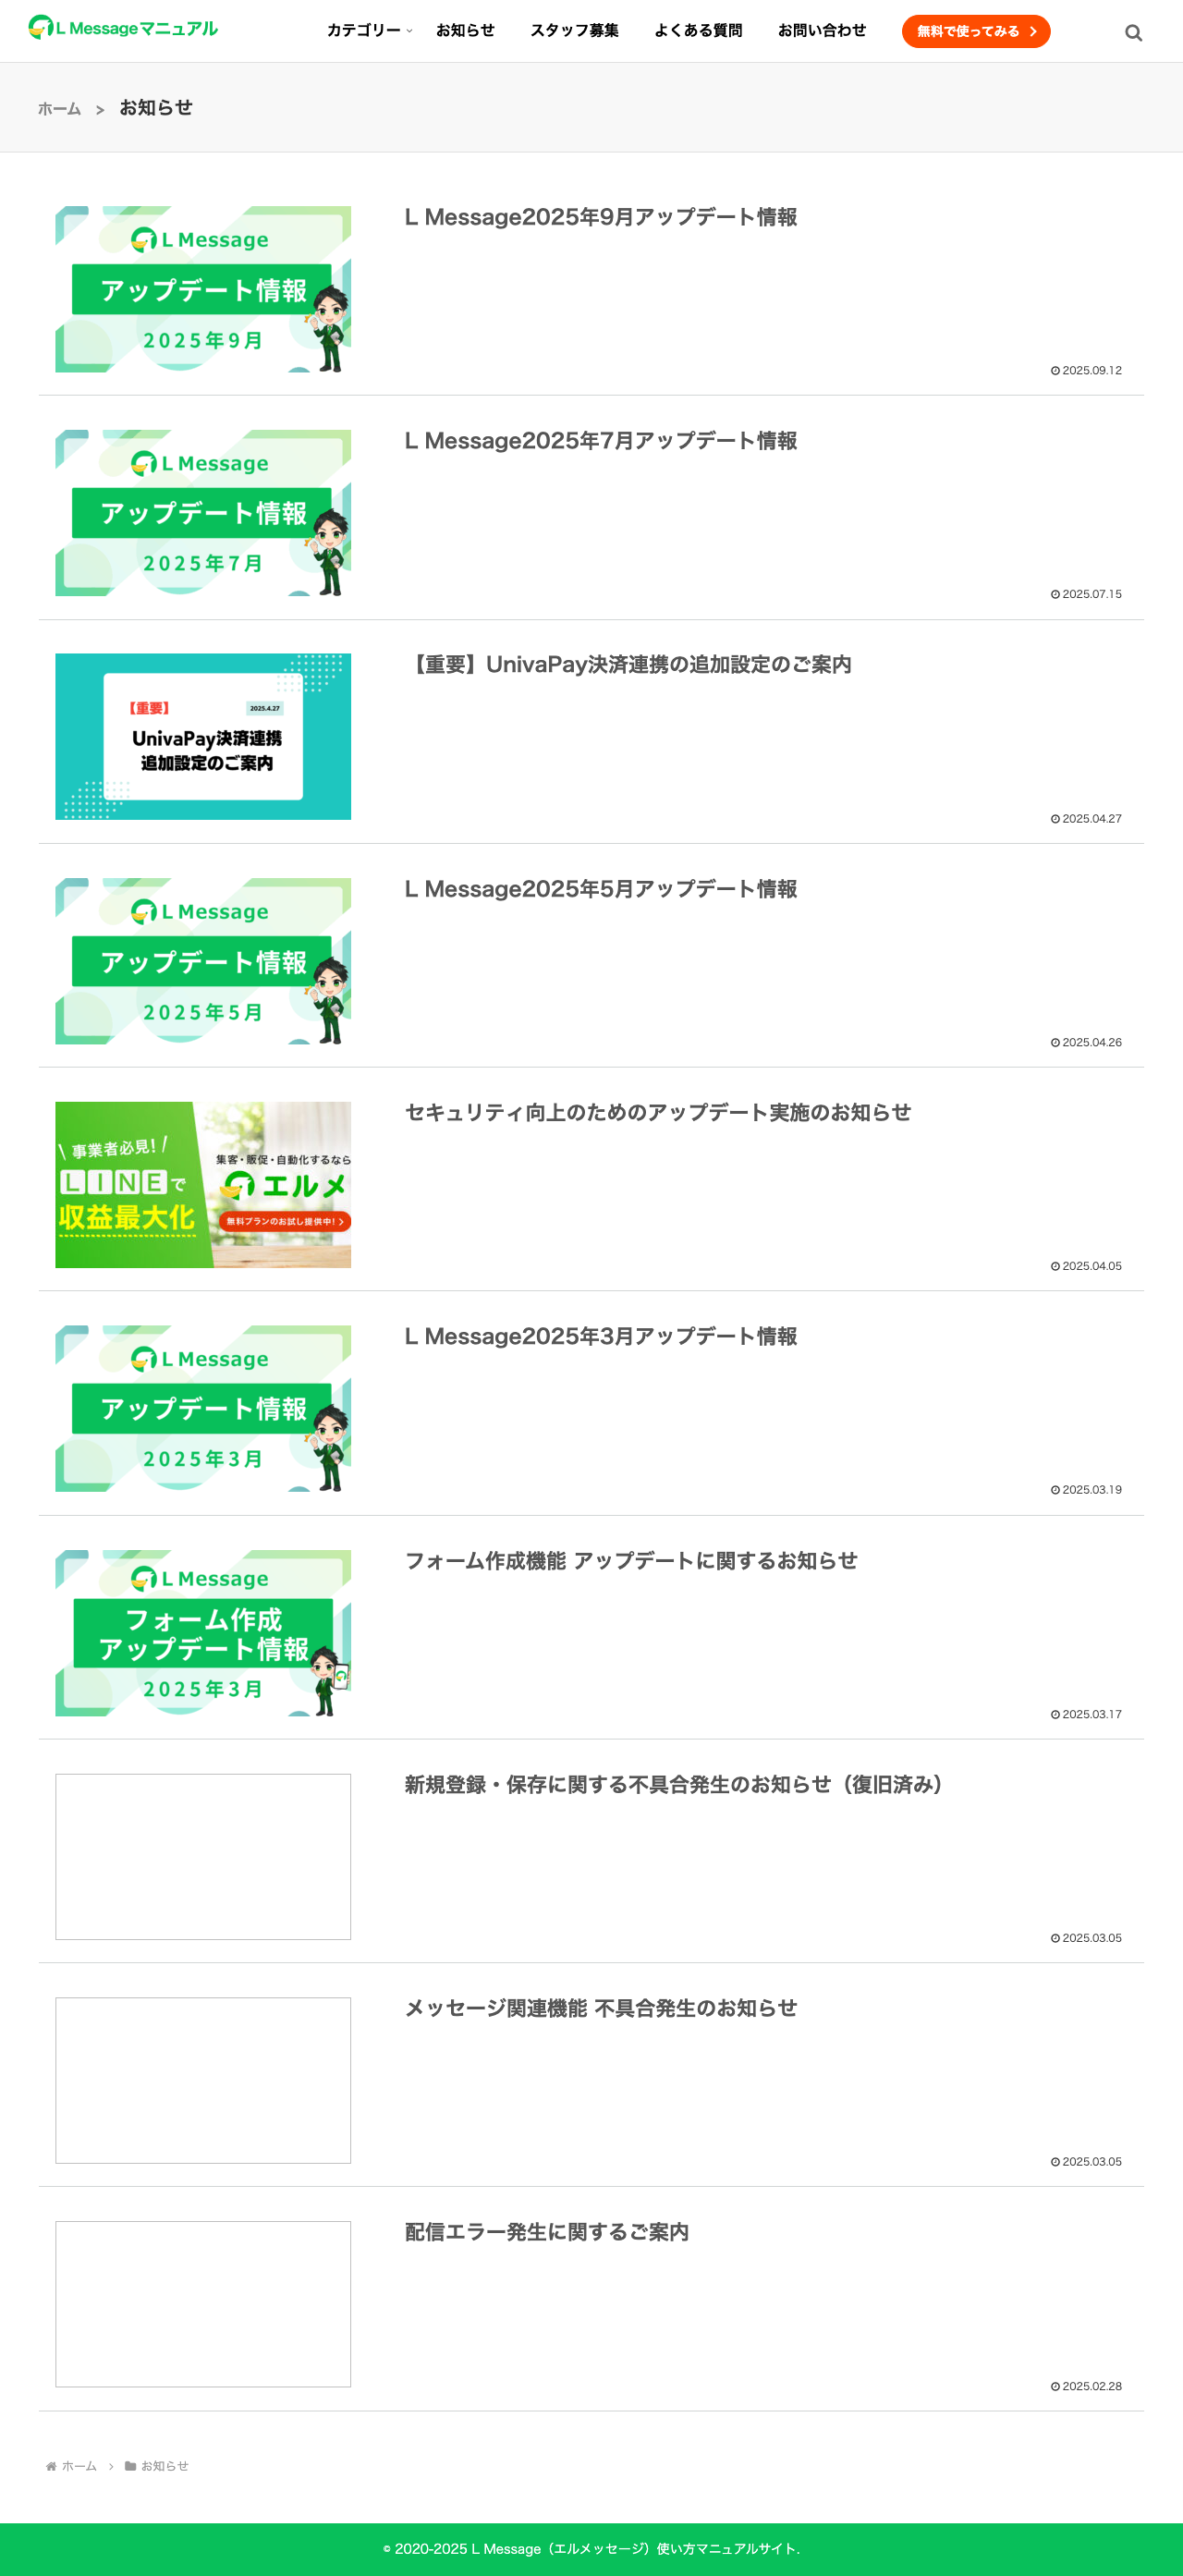 L Messageマニュアル
カテゴリー お知らせ スタッフ募集 よくある質問 お問い合わせ 無料で使ってみる
ホーム > お知らせ
L Message
アップデート情報
2025年9月
L Message2025年9月アップデート情報
2025.09.12
L Message
アップデート情報
2025年7月
L Message2025年7月アップデート情報
2025.07.15
【重要】
2025.4.27
UnivaPay決済連携
追加設定のご案内
【重要】UnivaPay決済連携の追加設定のご案内
2025.04.27
L Message
アップデート情報
2025年5月
L Message2025年5月アップデート情報
2025.04.26
\ 事業者必見! /
LINEで
収益最大化
集客・販促・自動化するなら
エルメ
無料プランのお試し提供中!
セキュリティ向上のためのアップデート実施のお知らせ
2025.04.05
L Message
アップデート情報
2025年3月
L Message2025年3月アップデート情報
2025.03.19
L Message
フォーム作成
アップデート情報
2025年3月
フォーム作成機能 アップデートに関するお知らせ
2025.03.17
新規登録・保存に関する不具合発生のお知らせ（復旧済み）
2025.03.05
メッセージ関連機能 不具合発生のお知らせ
2025.03.05
配信エラー発生に関するご案内
2025.02.28
ホーム > お知らせ
© 2020-2025 L Message（エルメッセージ）使い方マニュアルサイト.